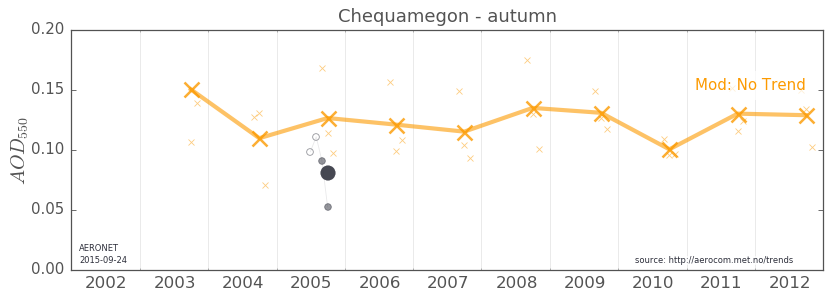 Chequamegon - autumn
0.20
0.15
0.10
0.05
0.00
AOD550
Mod: No Trend
AERONET
2015-09-24
source: http://aerocom.met.no/trends
2002 2003 2004 2005 2006 2007 2008 2009 2010 2011 2012